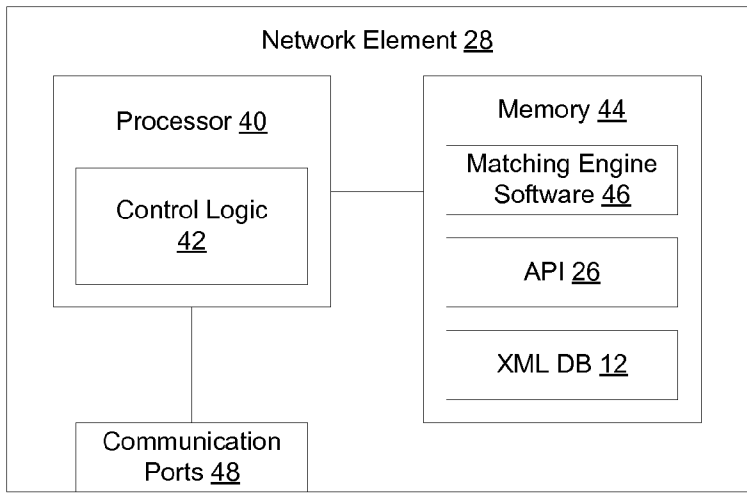 Network Element 28
Processor 40
Control Logic
42
Memory 44
Matching Engine
Software 46
API 26
XML DB 12
Communication
Ports 48